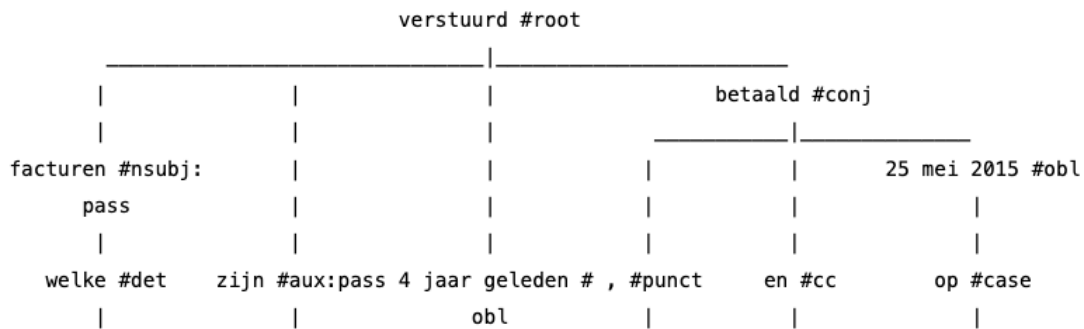 verstuurd #root
betaald #conj
facturen #nsubj: 25 mei 2015 #obl
pass
welke #det zijn #aux:pass 4 jaar geleden # , #punct en #cc op #case
obl